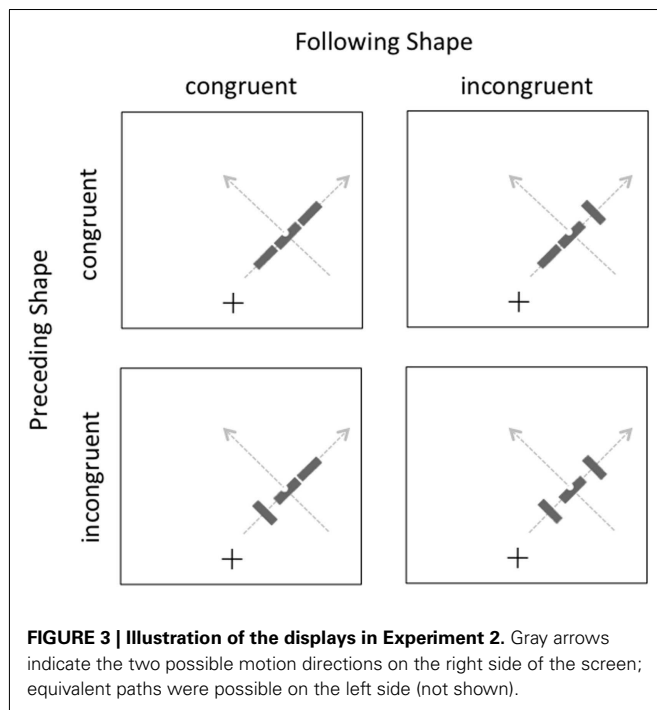 Following Shape
congruent
incongruent
Preceding Shape
congruent
incongruent
FIGURE 3 | Illustration of the displays in Experiment 2. Gray arrows
indicate the two possible motion directions on the right side of the screen;
equivalent paths were possible on the left side (not shown).